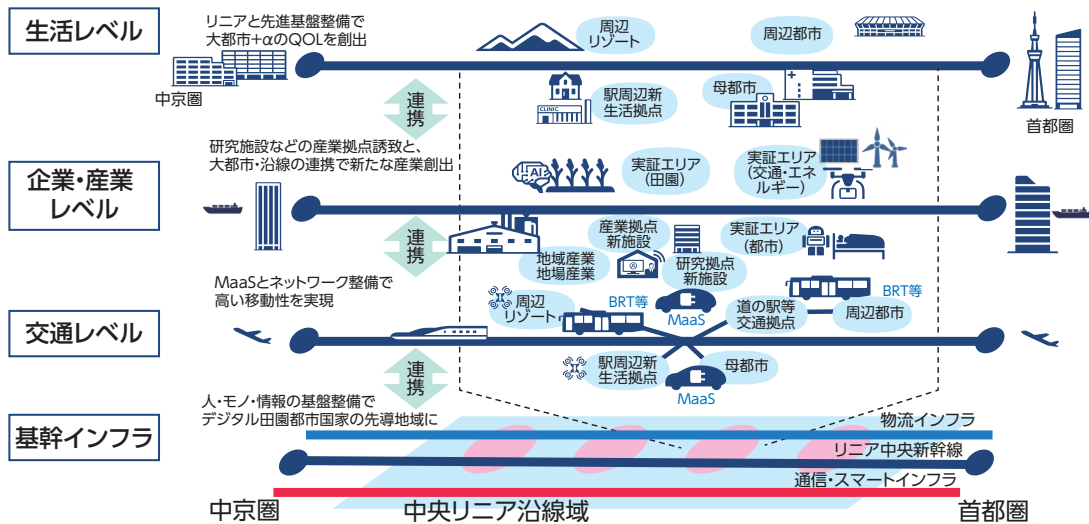 生活レベル
リニアと先進基盤整備で
大都市+αのQOLを創出
中京圏
周辺
リゾート
周辺都市
首都圏
駅周辺新
生活拠点
CLINIC
母都市
連携
研究施設などの産業拠点誘致と、
大都市・沿線の連携で新たな産業創出
企業・産業
レベル
AI
実証エリア
(田園)
実証エリア
(交通・エネ
ルギー)
連携
地域産業
地場産業
産業拠点
新施設
研究拠点
新施設
実証エリア
(都市)
MaaSとネットワーク整備で
高い移動性を実現
交通レベル
周辺
リゾート
BRT等
MaaS
道の駅等
交通拠点
BRT等
周辺都市
駅周辺新
生活拠点
MaaS
母都市
連携
人・モノ・情報の基盤整備で
デジタル田園都市国家の先導地域に
基幹インフラ
物流インフラ
リニア中央新幹線
通信・スマートインフラ
中京圏
中央リニア沿線域
首都圏